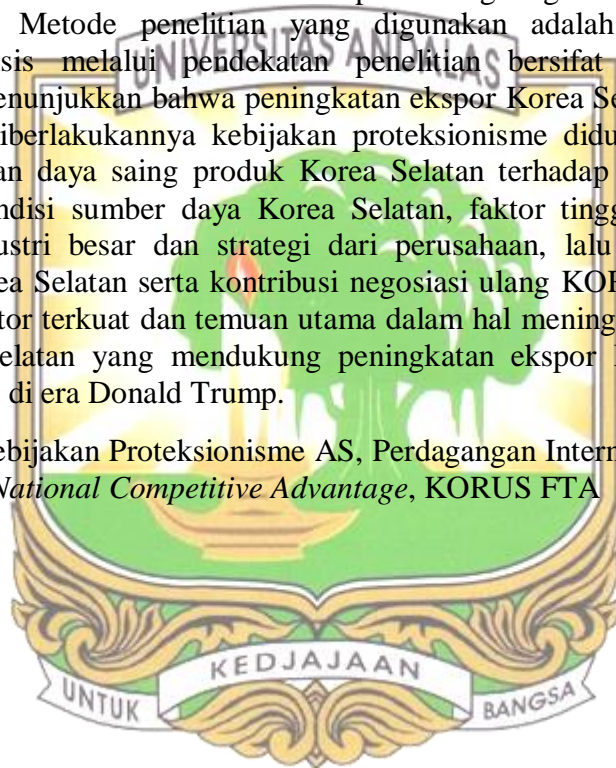 Metode penelitian yang digunakan adalah
sis melalui pendekatan penelitian bersifat
enunjukkan bahwa peningkatan ekspor Korea Se
iberlakukannya kebijakan proteksionisme didu
an daya saing produk Korea Selatan terhadap
ndisi sumber daya Korea Selatan, faktor tingg
ustri besar dan strategi dari perusahaan, lalu
ea Selatan serta kontribusi negosiasi ulang KOR
tor terkuat dan temuan utama dalam hal mening
elatan yang mendukung peningkatan ekspor
di era Donald Trump.
ebijakan Proteksionisme AS, Perdagangan Intern
National Competitive Advantage, KORUS FTA
UNIVERSITAS ANDALAS
KEDJAJAAN
UNTUK BANGSA